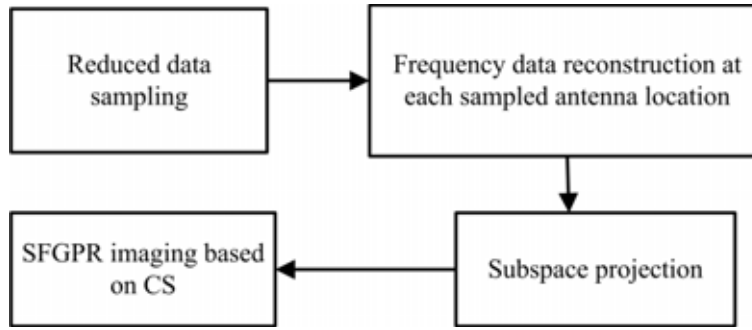 Reduced data
sampling
Frequency data reconstruction at
each sampled antenna location
Subspace projection
SFGPR imaging based
on CS